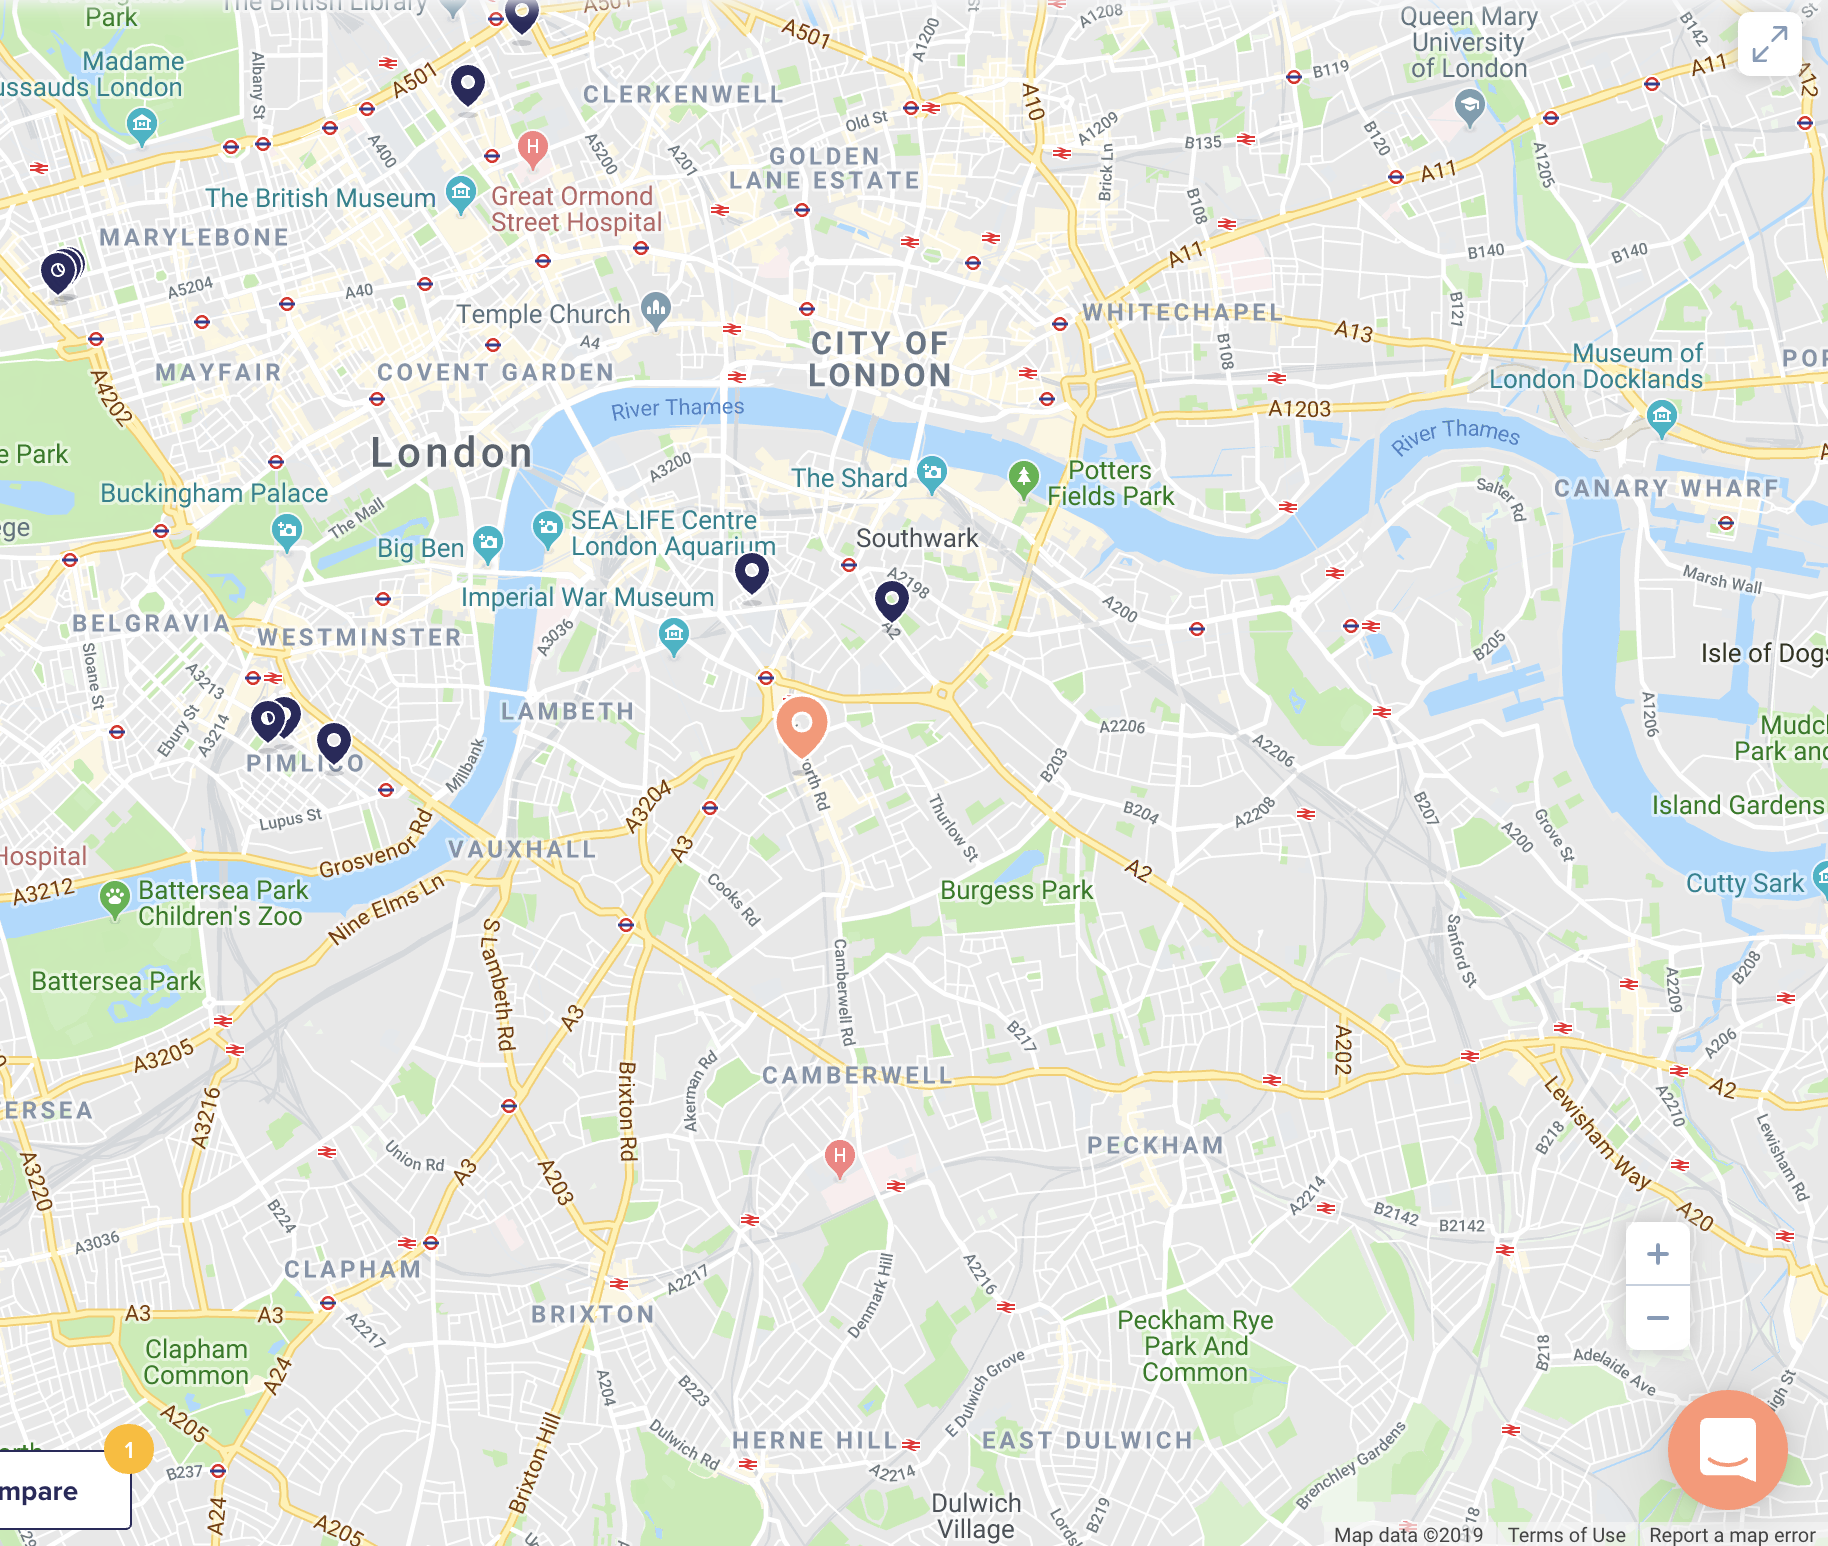 The British Library
A501
A501
A1208
A1200
Queen Mary
University
of London
B142
Park
Madame
ussauds London
Albany St
A501
CLERKENWELL
A10
B119
A11
A12
A400
A5200
A201
Old St
A1209
B135
B120
A1205
GOLDEN
LANE ESTATE
Brick Ln
A11
The British Museum
Great Ormond
Street Hospital
B108
MARYLEBONE
A11
B140
B140
A5204
A40
Temple Church
A4
CITY OF
LONDON
WHITECHAPEL
B121
A13
B108
Museum of
London Docklands
POP
MAYFAIR
COVENT GARDEN
A4202
River Thames
A1203
River Thames
e Park
London
A3200
The Shard
Potters
Fields Park
Salter Rd
CANARY WHARF
Buckingham Palace
The Mall
ege
Big Ben
SEA LIFE Centre
London Aquarium
Southwark
A2198
Imperial War Museum
A2
A200
Marsh Wall
BELGRAVIA
WESTMINSTER
A3036
B205
Isle of Dogs
Sloane St
A3213
Ebury St
A3214
LAMBETH
A2206
A2206
A1206
Mudch
Park and
PIMLICO
Millbank
orth Rd
B203
Lupus St
A3204
Thurlow St
B204
A2208
B207
Grove St
A200
Island Gardens
Grosvenor Rd
VAUXHALL
A3
Hospital
A3212
Battersea Park
Children's Zoo
Nine Elms Ln
Cooks Rd
Burgess Park
A2
Cutty Sark
S Lambeth Rd
Camberwell Rd
Sanford St
Battersea Park
A2209
B208
A3
B217
A202
A206
A3205
Brixton Rd
Akerman Rd
CAMBERWELL
A2
ERSEA
A3216
Lewisham Way
A2210
B218
Lewisham Rd
Union Rd
A3
A203
PECKHAM
A3220
B224
A2214
B2142
B2142
A20
A3036
CLAPHAM
A2217
Denmark Hill
A2216
A3
A3
A2217
BRIXTON
Peckham Rye
Park And
Common
Clapham
Common
A24
A204
B223
E Dulwich Grove
B218
Adelaide Ave
igh St
A205
Brixton Hill
Dulwich Rd
HERNE HILL
EAST DULWICH
1
B237
A2214
Brenchley Gardens
mpare
A24
A205
Dulwich
Village
B219
Map data ©2019
Terms of Use
Report a map error